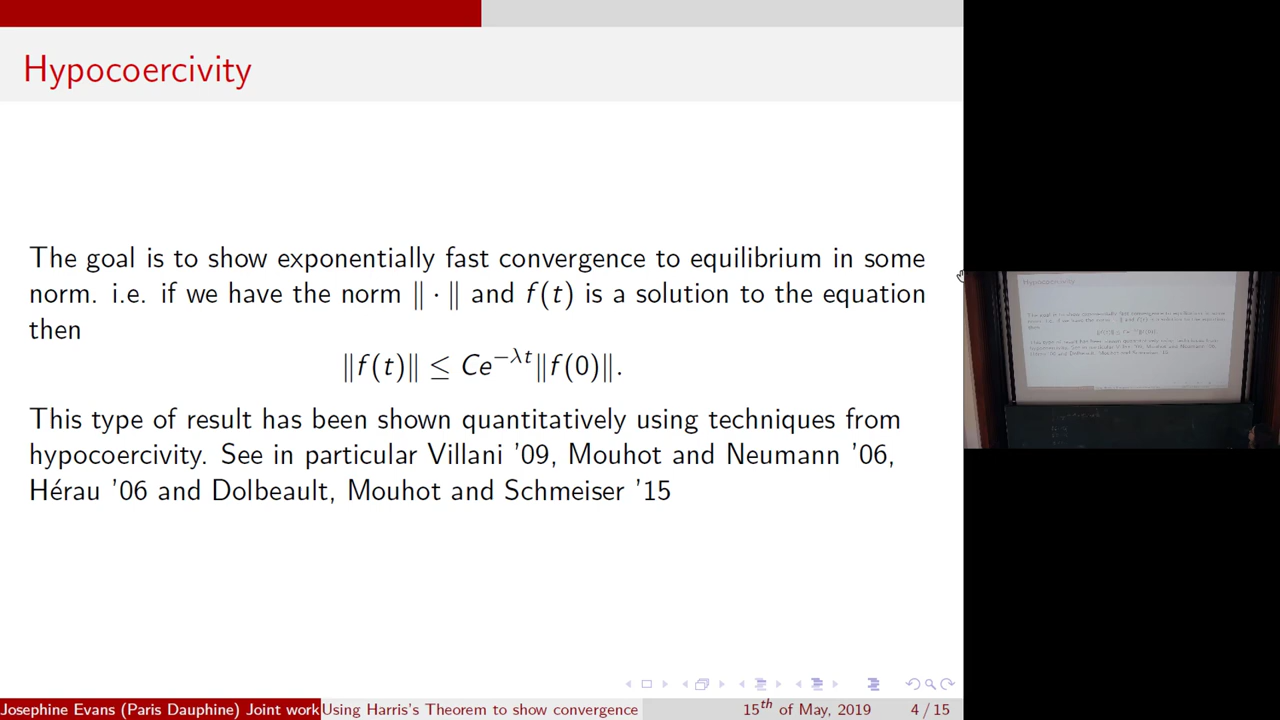 Hypocoercivity
The goal is to show exponentially fast convergence to equilibrium in some
norm. i.e. if we have the norm ‖ · ‖ and f(t) is a solution to the equation
then
‖f(t)‖ ≤ Ce^{−λt}‖f(0)‖.
This type of result has been shown quantitatively using techniques from
hypocoercivity. See in particular Villani '09, Mouhot and Neumann '06,
Hérau '06 and Dolbeault, Mouhot and Schmeiser '15
Josephine Evans (Paris Dauphine) Joint work Using Harris's Theorem to show convergence 15th of May, 2019 4 / 15
Hypocoercivity